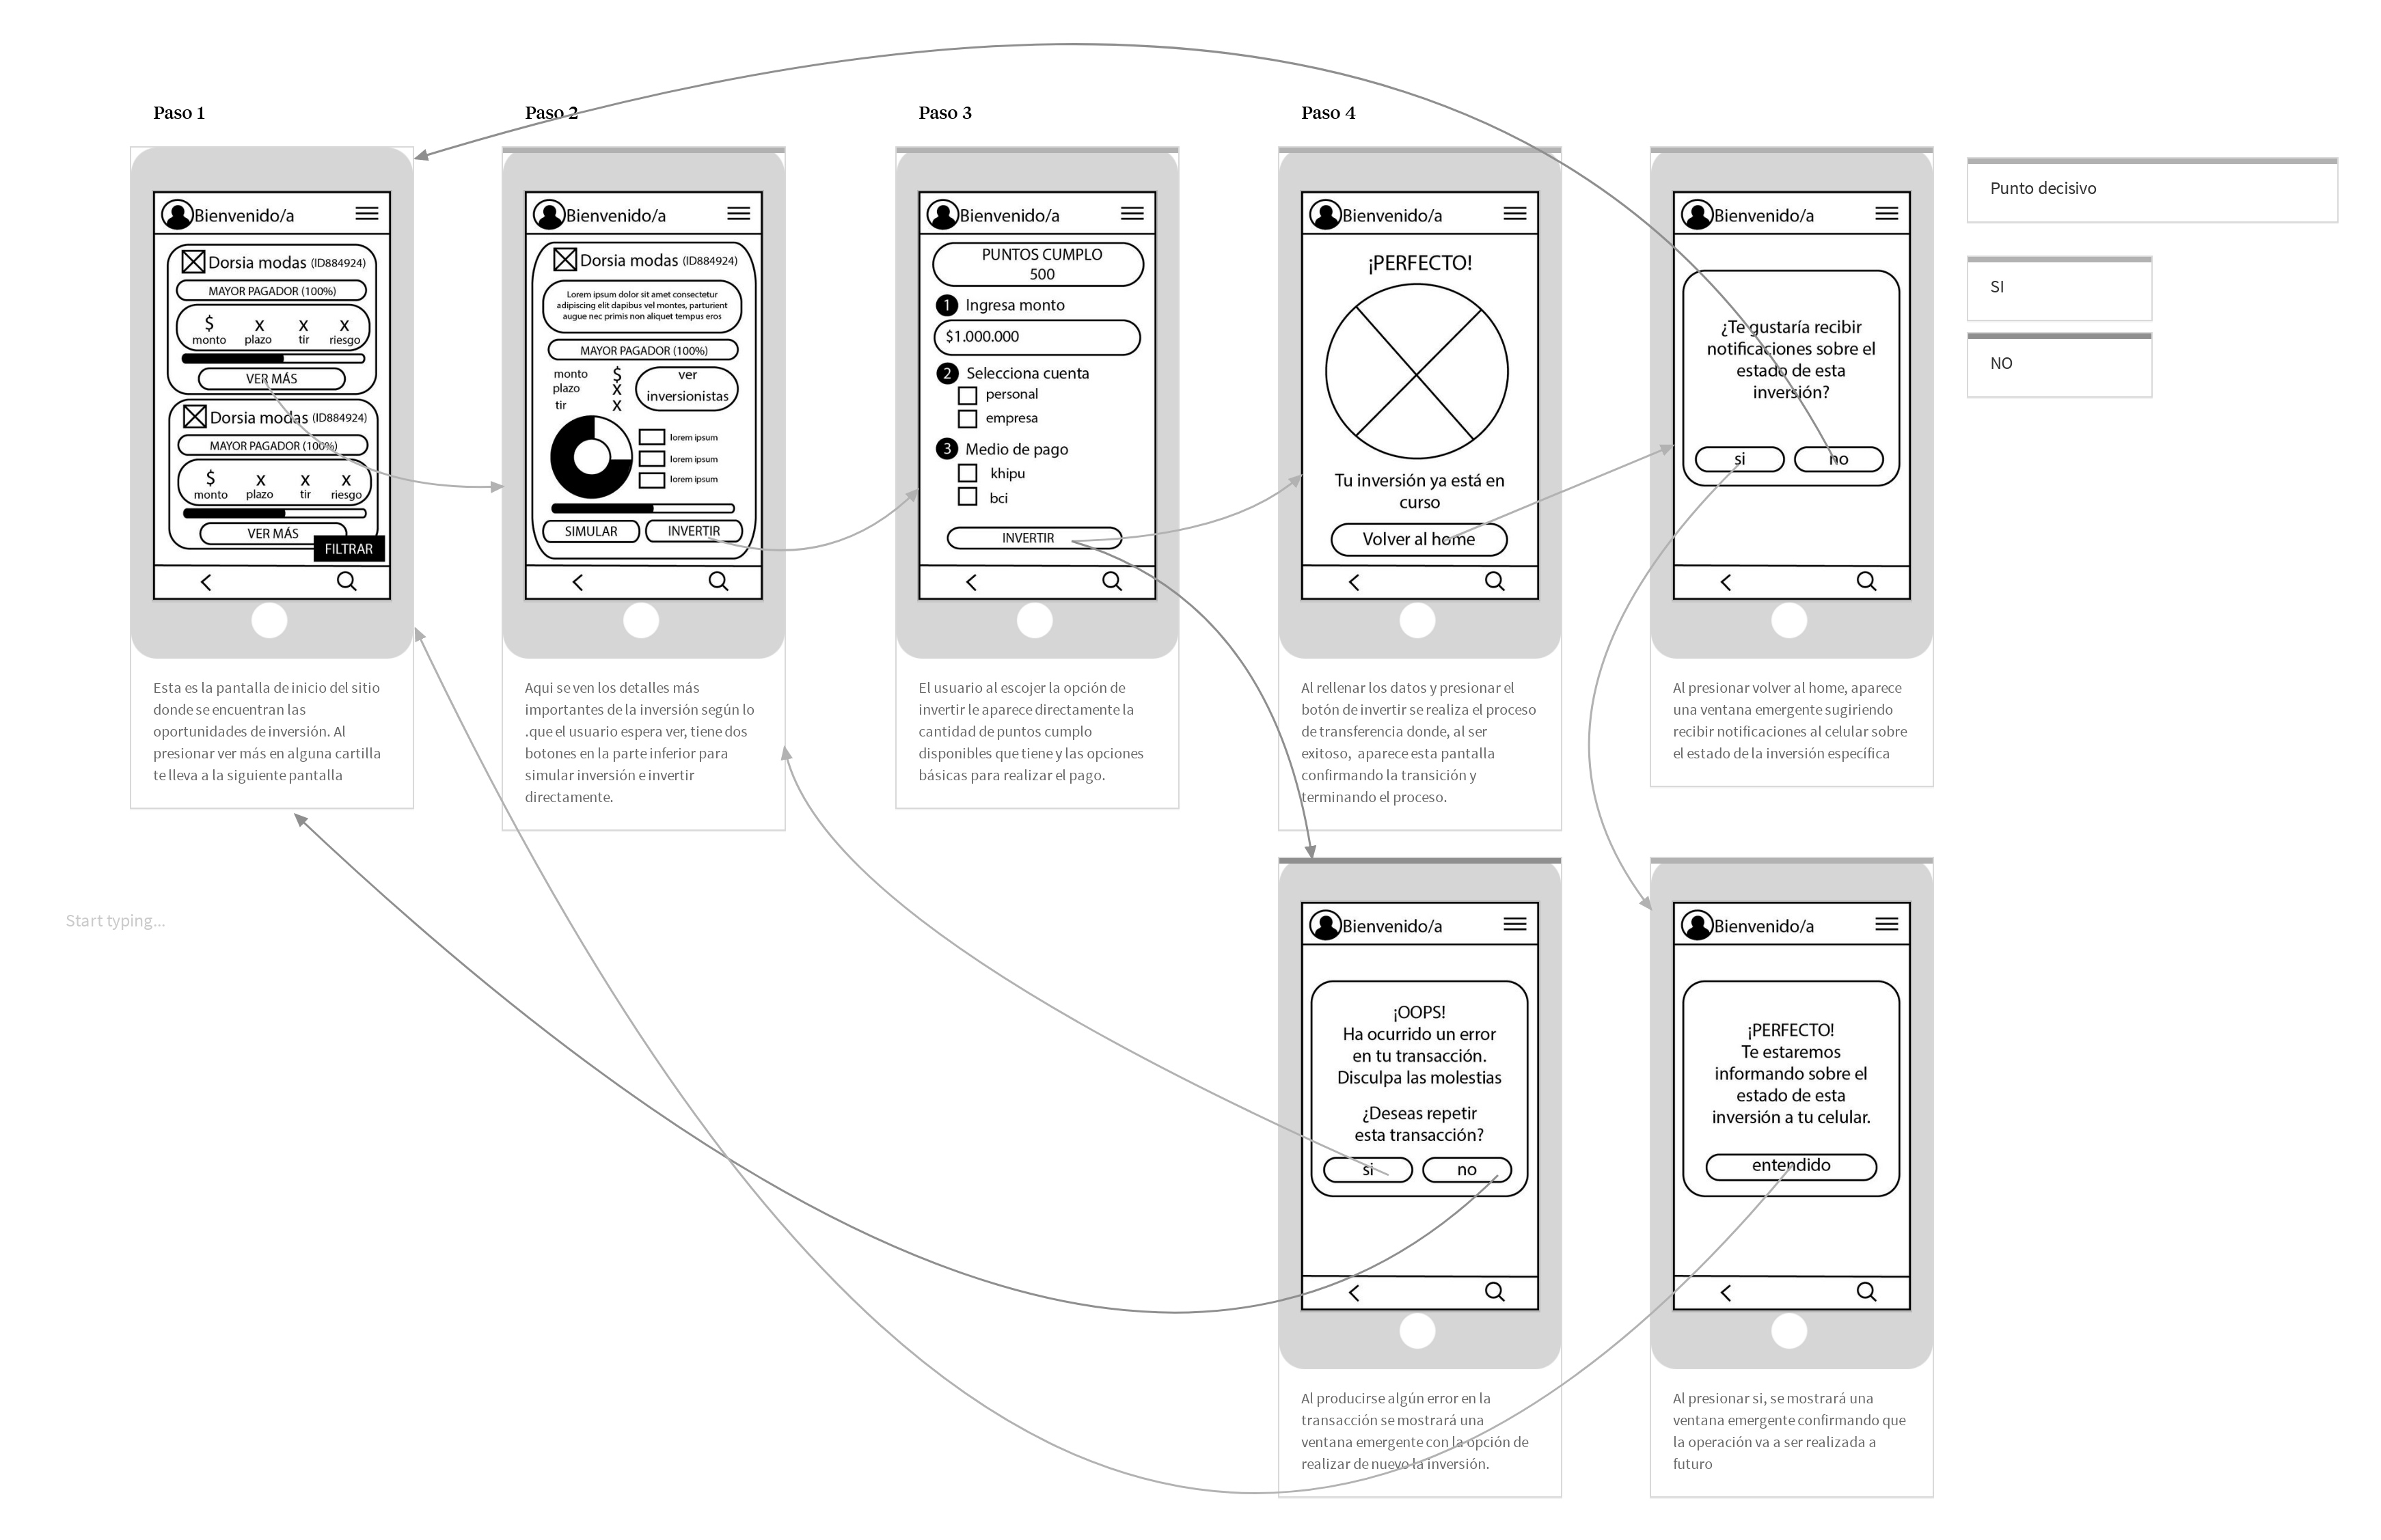 Paso 1
Bienvenido/a
Dorsia modas (ID884924)
MAYOR PAGADOR (100%)
$ x x x
monto plazo tir riesgo
VER MÁS
Dorsia modas (ID884924)
MAYOR PAGADOR (100%)
$ x x x
monto plazo tir riesgo
VER MÁS
FILTRAR
Esta es la pantalla de inicio del sitio
donde se encuentran las
oportunidades de inversión. Al
presionar ver más en alguna cartilla
te lleva a la siguiente pantalla
Start typing...
Paso 2
Bienvenido/a
Dorsia modas (ID884924)
Lorem ipsum dolor sit amet consectetur
adipiscing elit dapibus vel montes, parturient
augue nec primis non aliquet tempus eros
MAYOR PAGADOR (100%)
monto $
plazo X
tir X
ver
inversionistas
lorem ipsum
lorem ipsum
lorem ipsum
SIMULAR INVERTIR
Aqui se ven los detalles más
importantes de la inversión según lo
.que el usuario espera ver, tiene dos
botones en la parte inferior para
simular inversión e invertir
directamente.
Paso 3
Bienvenido/a
PUNTOS CUMPLO
500
1 Ingresa monto
$1.000.000
2 Selecciona cuenta
personal
empresa
3 Medio de pago
khipu
bci
INVERTIR
El usuario al escojer la opción de
invertir le aparece directamente la
cantidad de puntos cumplo
disponibles que tiene y las opciones
básicas para realizar el pago.
Paso 4
Bienvenido/a
¡PERFECTO!
Tu inversión ya está en
curso
Volver al home
Al rellenar los datos y presionar el
botón de invertir se realiza el proceso
de transferencia donde, al ser
exitoso, aparece esta pantalla
confirmando la transición y
terminando el proceso.
Bienvenido/a
¿Te gustaría recibir
notificaciones sobre el
estado de esta
inversión?
si no
Al presionar volver al home, aparece
una ventana emergente sugiriendo
recibir notificaciones al celular sobre
el estado de la inversión específica
Punto decisivo
SI
NO
Bienvenido/a
¡OOPS!
Ha ocurrido un error
en tu transacción.
Disculpa las molestias
¿Deseas repetir
esta transacción?
si no
Al producirse algún error en la
transacción se mostrará una
ventana emergente con la opción de
realizar de nuevo la inversión.
Bienvenido/a
¡PERFECTO!
Te estaremos
informando sobre el
estado de esta
inversión a tu celular.
entendido
Al presionar si, se mostrará una
ventana emergente confirmando que
la operación va a ser realizada a
futuro